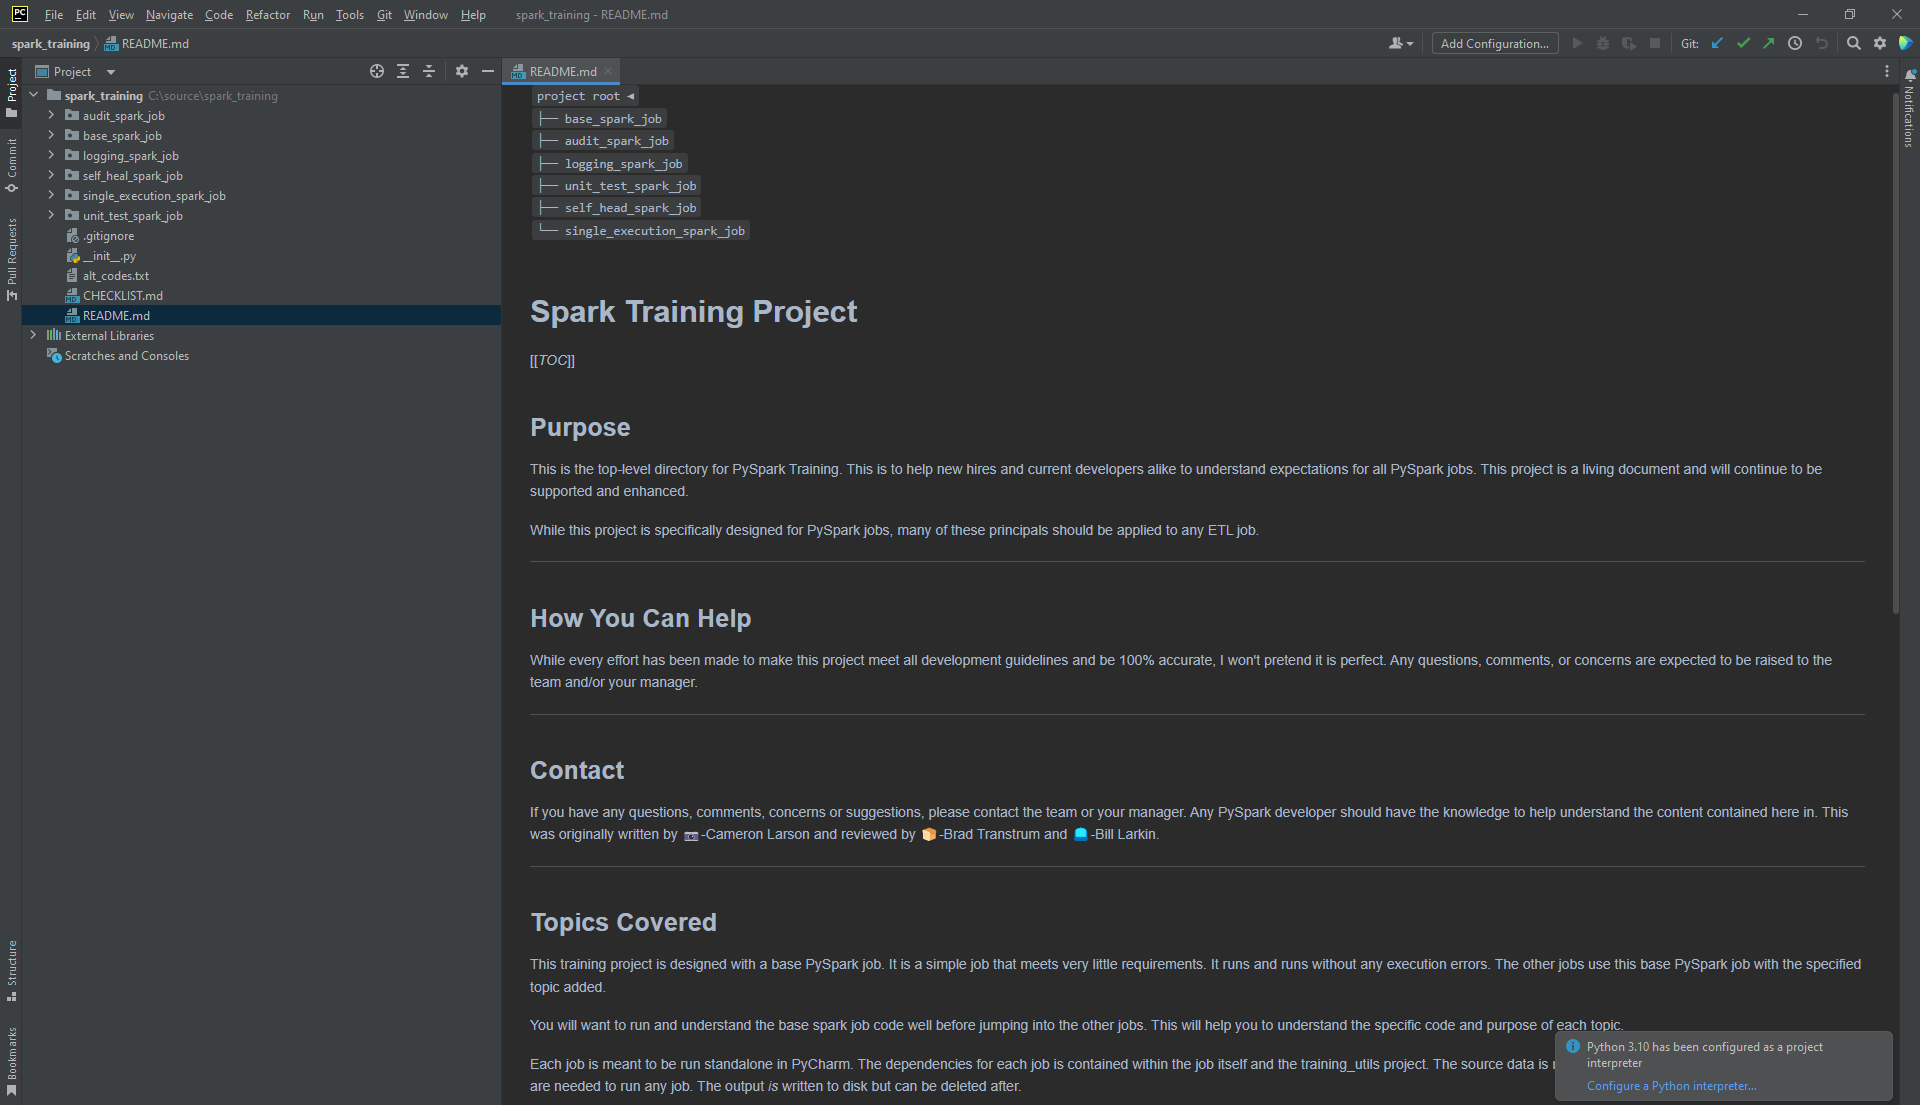 PC File Edit View Navigate Code Refactor Run Tools Git Window Help spark_training - README.md
spark_training README.md Add Configuration... Git:
Project
Project
Commit
Pull Requests
Structure
Bookmarks
spark_training C:\source\spark_training
audit_spark_job
base_spark_job
logging_spark_job
self_heal_spark_job
single_execution_spark_job
unit_test_spark_job
.gitignore
__init__.py
alt_codes.txt
CHECKLIST.md
README.md
External Libraries
Scratches and Consoles
README.md
Notifications
project root ◄
├── base_spark_job
├── audit_spark_job
├── logging_spark_job
├── unit_test_spark_job
├── self_head_spark_job
└── single_execution_spark_job
Spark Training Project
[[TOC]]
Purpose
This is the top-level directory for PySpark Training. This is to help new hires and current developers alike to understand expectations for all PySpark jobs. This project is a living document and will continue to be
supported and enhanced.
While this project is specifically designed for PySpark jobs, many of these principals should be applied to any ETL job.
How You Can Help
While every effort has been made to make this project meet all development guidelines and be 100% accurate, I won't pretend it is perfect. Any questions, comments, or concerns are expected to be raised to the
team and/or your manager.
Contact
If you have any questions, comments, concerns or suggestions, please contact the team or your manager. Any PySpark developer should have the knowledge to help understand the content contained here in. This
was originally written by 📷-Cameron Larson and reviewed by 📦-Brad Transtrum and -Bill Larkin.
Topics Covered
This training project is designed with a base PySpark job. It is a simple job that meets very little requirements. It runs and runs without any execution errors. The other jobs use this base PySpark job with the specified
topic added.
You will want to run and understand the base spark job code well before jumping into the other jobs. This will help you to understand the specific code and purpose of each topic.
Each job is meant to be run standalone in PyCharm. The dependencies for each job is contained within the job itself and the training_utils project. The source data is
are needed to run any job. The output is written to disk but can be deleted after.
Python 3.10 has been configured as a project
interpreter
Configure a Python interpreter...